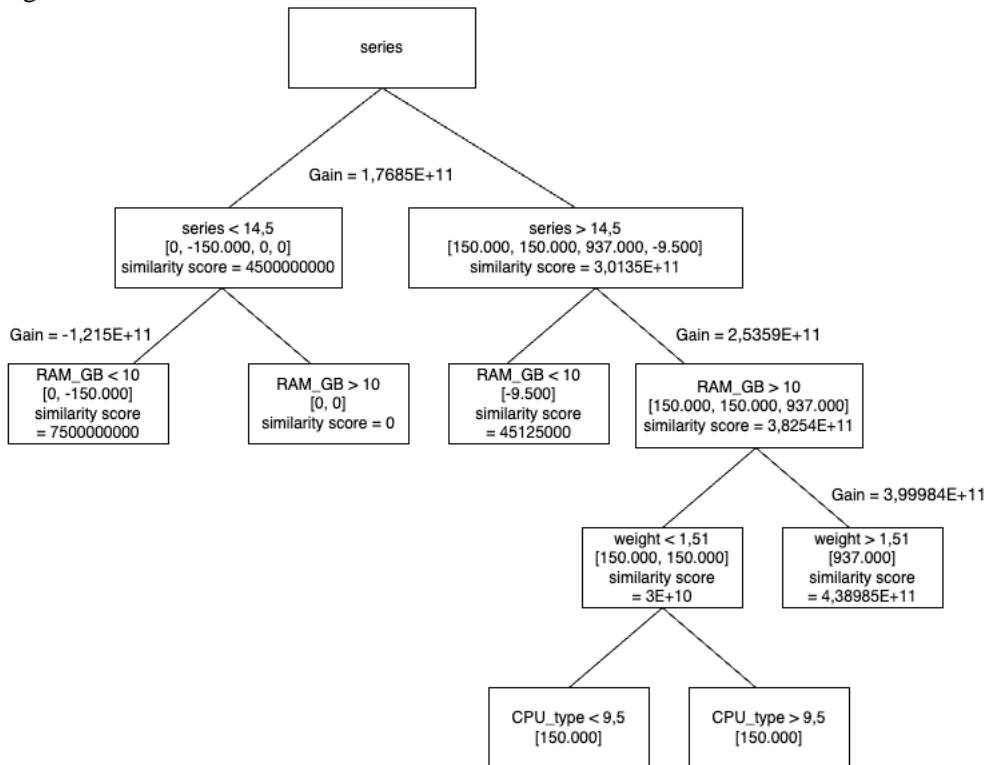 series
Gain = 1,7685E+11
series < 14,5
[0, -150.000, 0, 0]
similarity score = 4500000000
series > 14,5
[150.000, 150.000, 937.000, -9.500]
similarity score = 3,0135E+11
Gain = -1,215E+11
Gain = 2,5359E+11
RAM_GB < 10
[0, -150.000]
similarity score
= 7500000000
RAM_GB > 10
[0, 0]
similarity score = 0
RAM_GB < 10
[-9.500]
similarity score
= 45125000
RAM_GB > 10
[150.000, 150.000, 937.000]
similarity score = 3,8254E+11
Gain = 3,99984E+11
weight < 1,51
[150.000, 150.000]
similarity score
= 3E+10
weight > 1,51
[937.000]
similarity score
= 4,38985E+11
CPU_type < 9,5
[150.000]
CPU_type > 9,5
[150.000]